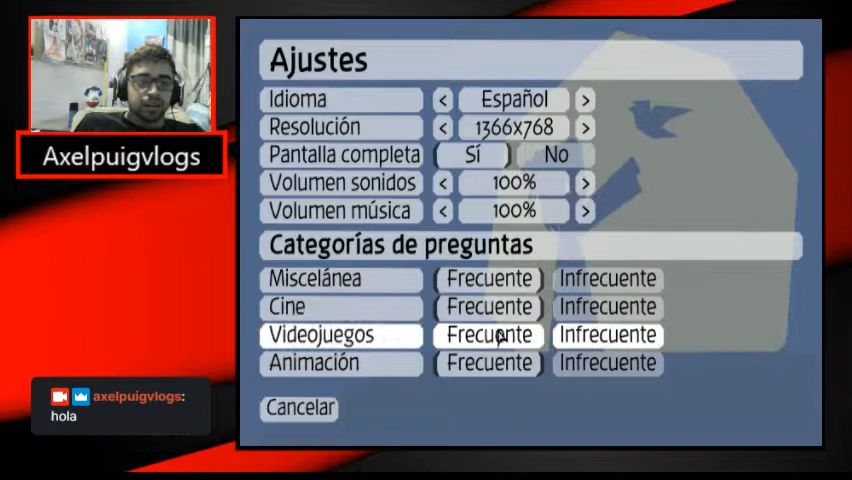 Axelpuigvlogs
axelpuigvlogs:
hola
Ajustes
Idioma < Español >
Resolución < 1366x768 >
Pantalla completa Sí No
Volumen sonidos < 100% >
Volumen música < 100% >
Categorías de preguntas
Miscelánea Frecuente Infrecuente
Cine Frecuente Infrecuente
Videojuegos Frecuente Infrecuente
Animación Frecuente Infrecuente
Cancelar